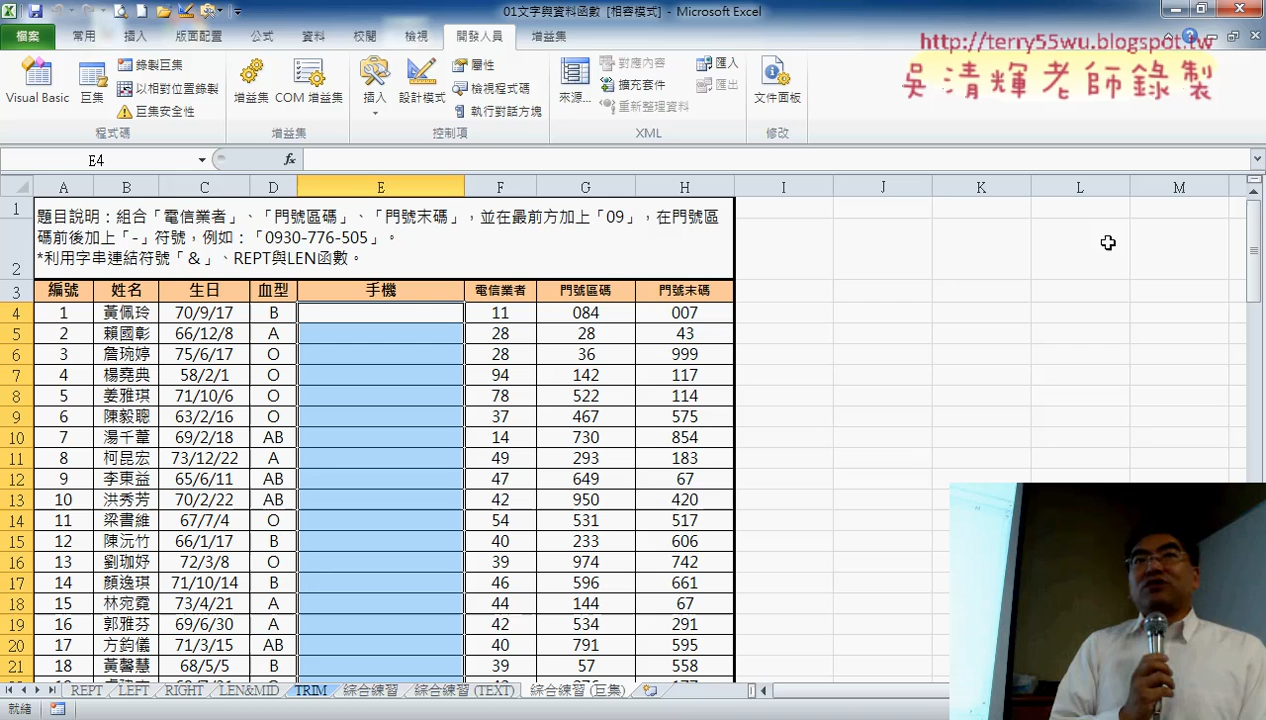 01文字與資料函數 [相容模式] - Microsoft Excel
檔案 常用 插入 版面配置 公式 資料 校閱 檢視 開發人員 增益集
http://terry55wu.blogspot.tw
吳清輝老師錄製
Visual Basic 巨集 錄製巨集 以相對位置錄製 巨集安全性 程式碼
增益集 COM 增益集 增益集
插入 設計模式 屬性 檢視程式碼 執行對話方塊 控制項
來源... 對應內容 擴充套件 重新整理資料 匯入 匯出 XML
文件面板 修改
E4 fx
A B C D E F G H I J K L M
1 題目說明：組合「電信業者」、「門號區碼」、「門號末碼」，並在最前方加上「09」，在門號區
碼前後加上「-」符號，例如：「0930-776-505」。
2 *利用字串連結符號「＆」、REPT與LEN函數。
3 編號 姓名 生日 血型 手機 電信業者 門號區碼 門號末碼
4 1 黃佩玲 70/9/17 B 11 084 007
5 2 賴國彰 66/12/8 A 28 28 43
6 3 詹琬婷 75/6/17 O 28 36 999
7 4 楊堯典 58/2/1 O 94 142 117
8 5 姜雅琪 71/10/6 O 78 522 114
9 6 陳毅聰 63/2/16 O 37 467 575
10 7 湯千葦 69/2/18 AB 14 730 854
11 8 柯昆宏 73/12/22 A 49 293 183
12 9 李東益 65/6/11 AB 47 649 67
13 10 洪秀芳 70/2/22 AB 42 950 420
14 11 梁書維 67/7/4 O 54 531 517
15 12 陳沅竹 66/1/17 B 40 233 606
16 13 劉珈妤 72/3/8 O 39 974 742
17 14 顏逸琪 71/10/14 B 46 596 661
18 15 林宛霓 73/4/21 A 44 144 67
19 16 郭雅芬 69/6/30 A 42 534 291
20 17 方鈞儀 71/3/15 AB 40 791 595
21 18 黃馨慧 68/5/5 B 39 57 558
REPT LEFT RIGHT LEN&MID TRIM 綜合練習 綜合練習 (TEXT) 綜合練習 (巨集)
就緒